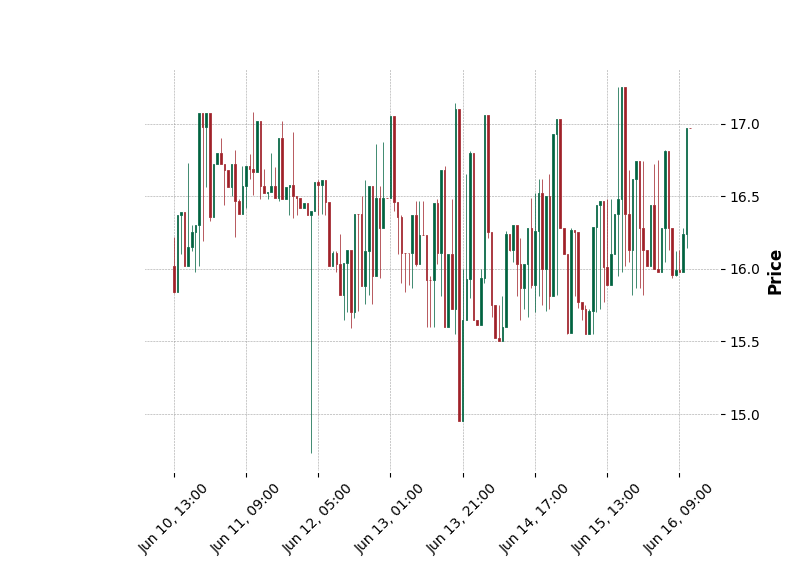 17.0
16.5
16.0
15.5
15.0
Price
Jun 10, 13:00
Jun 11, 09:00
Jun 12, 05:00
Jun 13, 01:00
Jun 13, 21:00
Jun 14, 17:00
Jun 15, 13:00
Jun 16, 09:00